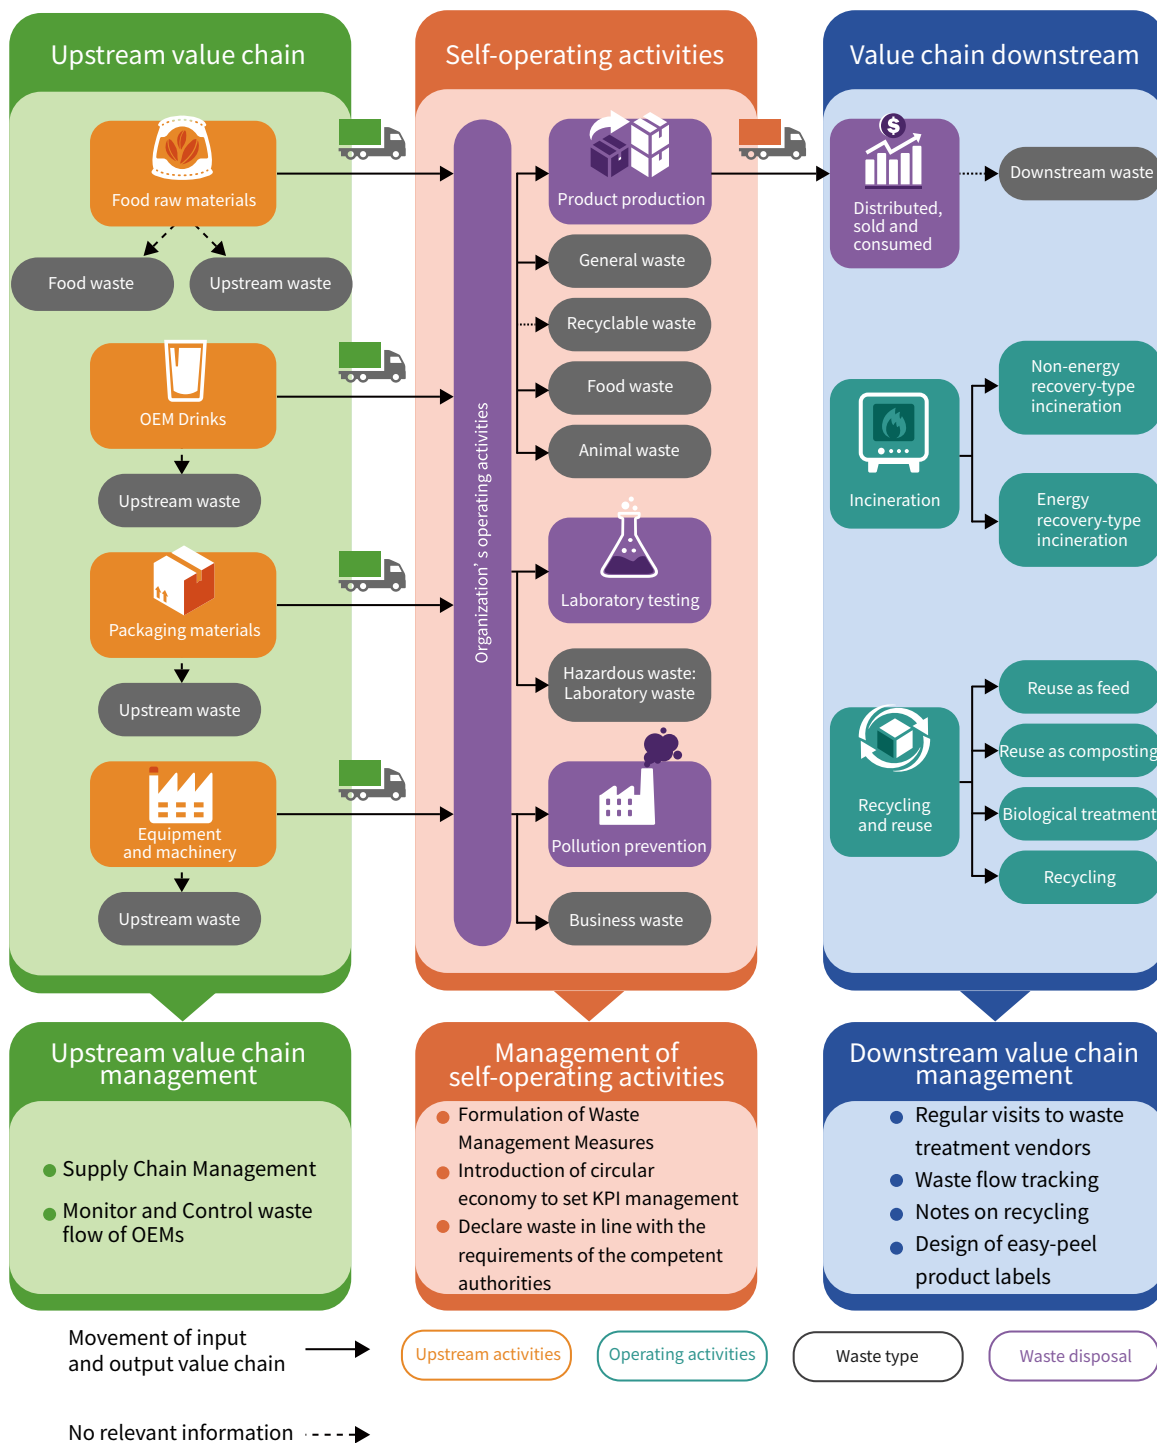 Upstream value chain
Food raw materials
Food waste
Upstream waste
OEM Drinks
Upstream waste
Packaging materials
Upstream waste
Equipment
and machinery
Upstream waste
Self-operating activities
Organization' s operating activities
Product production
General waste
Recyclable waste
Food waste
Animal waste
Laboratory testing
Hazardous waste:
Laboratory waste
Pollution prevention
Business waste
Value chain downstream
$
Distributed,
sold and
consumed
Downstream waste
Incineration
Non-energy
recovery-type
incineration
Energy
recovery-type
incineration
Recycling
and reuse
Reuse as feed
Reuse as composting
Biological treatment
Recycling
Upstream value chain
management
Supply Chain Management
Monitor and Control waste
flow of OEMs
Management of
self-operating activities
Formulation of Waste
Management Measures
Introduction of circular
economy to set KPI management
Declare waste in line with the
requirements of the competent
authorities
Downstream value chain
management
Regular visits to waste
treatment vendors
Waste flow tracking
Notes on recycling
Design of easy-peel
product labels
Movement of input
and output value chain
Upstream activities
Operating activities
Waste type
Waste disposal
No relevant information